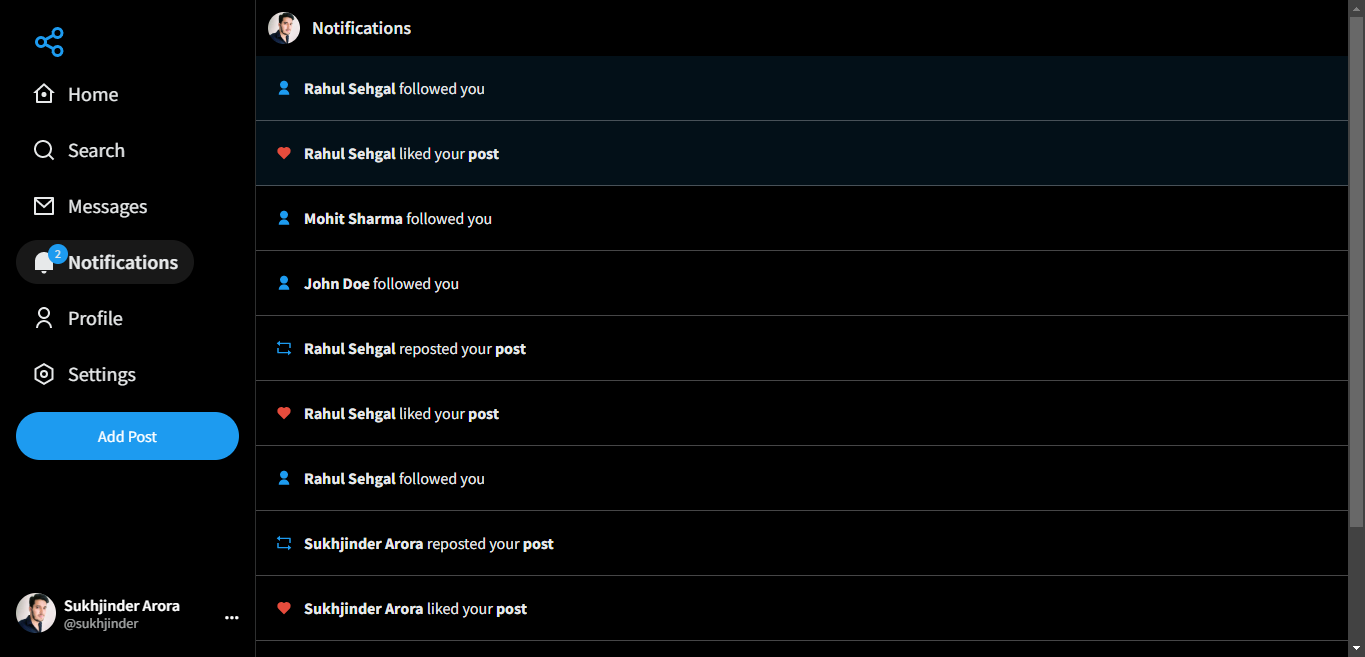 Home
Search
Messages
2
Notifications
Profile
Settings
Add Post
Sukhjinder Arora
@sukhjinder
Notifications
Rahul Sehgal followed you
Rahul Sehgal liked your post
Mohit Sharma followed you
John Doe followed you
Rahul Sehgal reposted your post
Rahul Sehgal liked your post
Rahul Sehgal followed you
Sukhjinder Arora reposted your post
Sukhjinder Arora liked your post